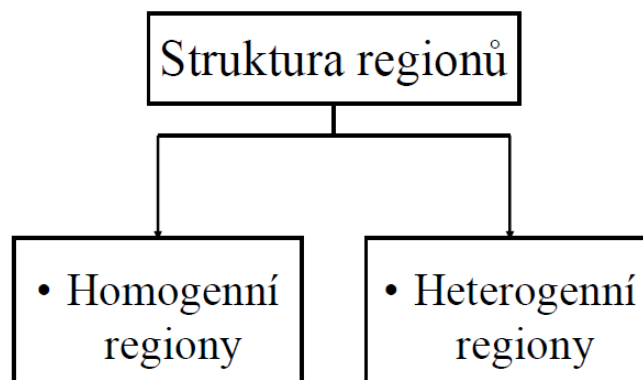 Struktura regionů
• Homogenní
regiony
• Heterogenní
regiony